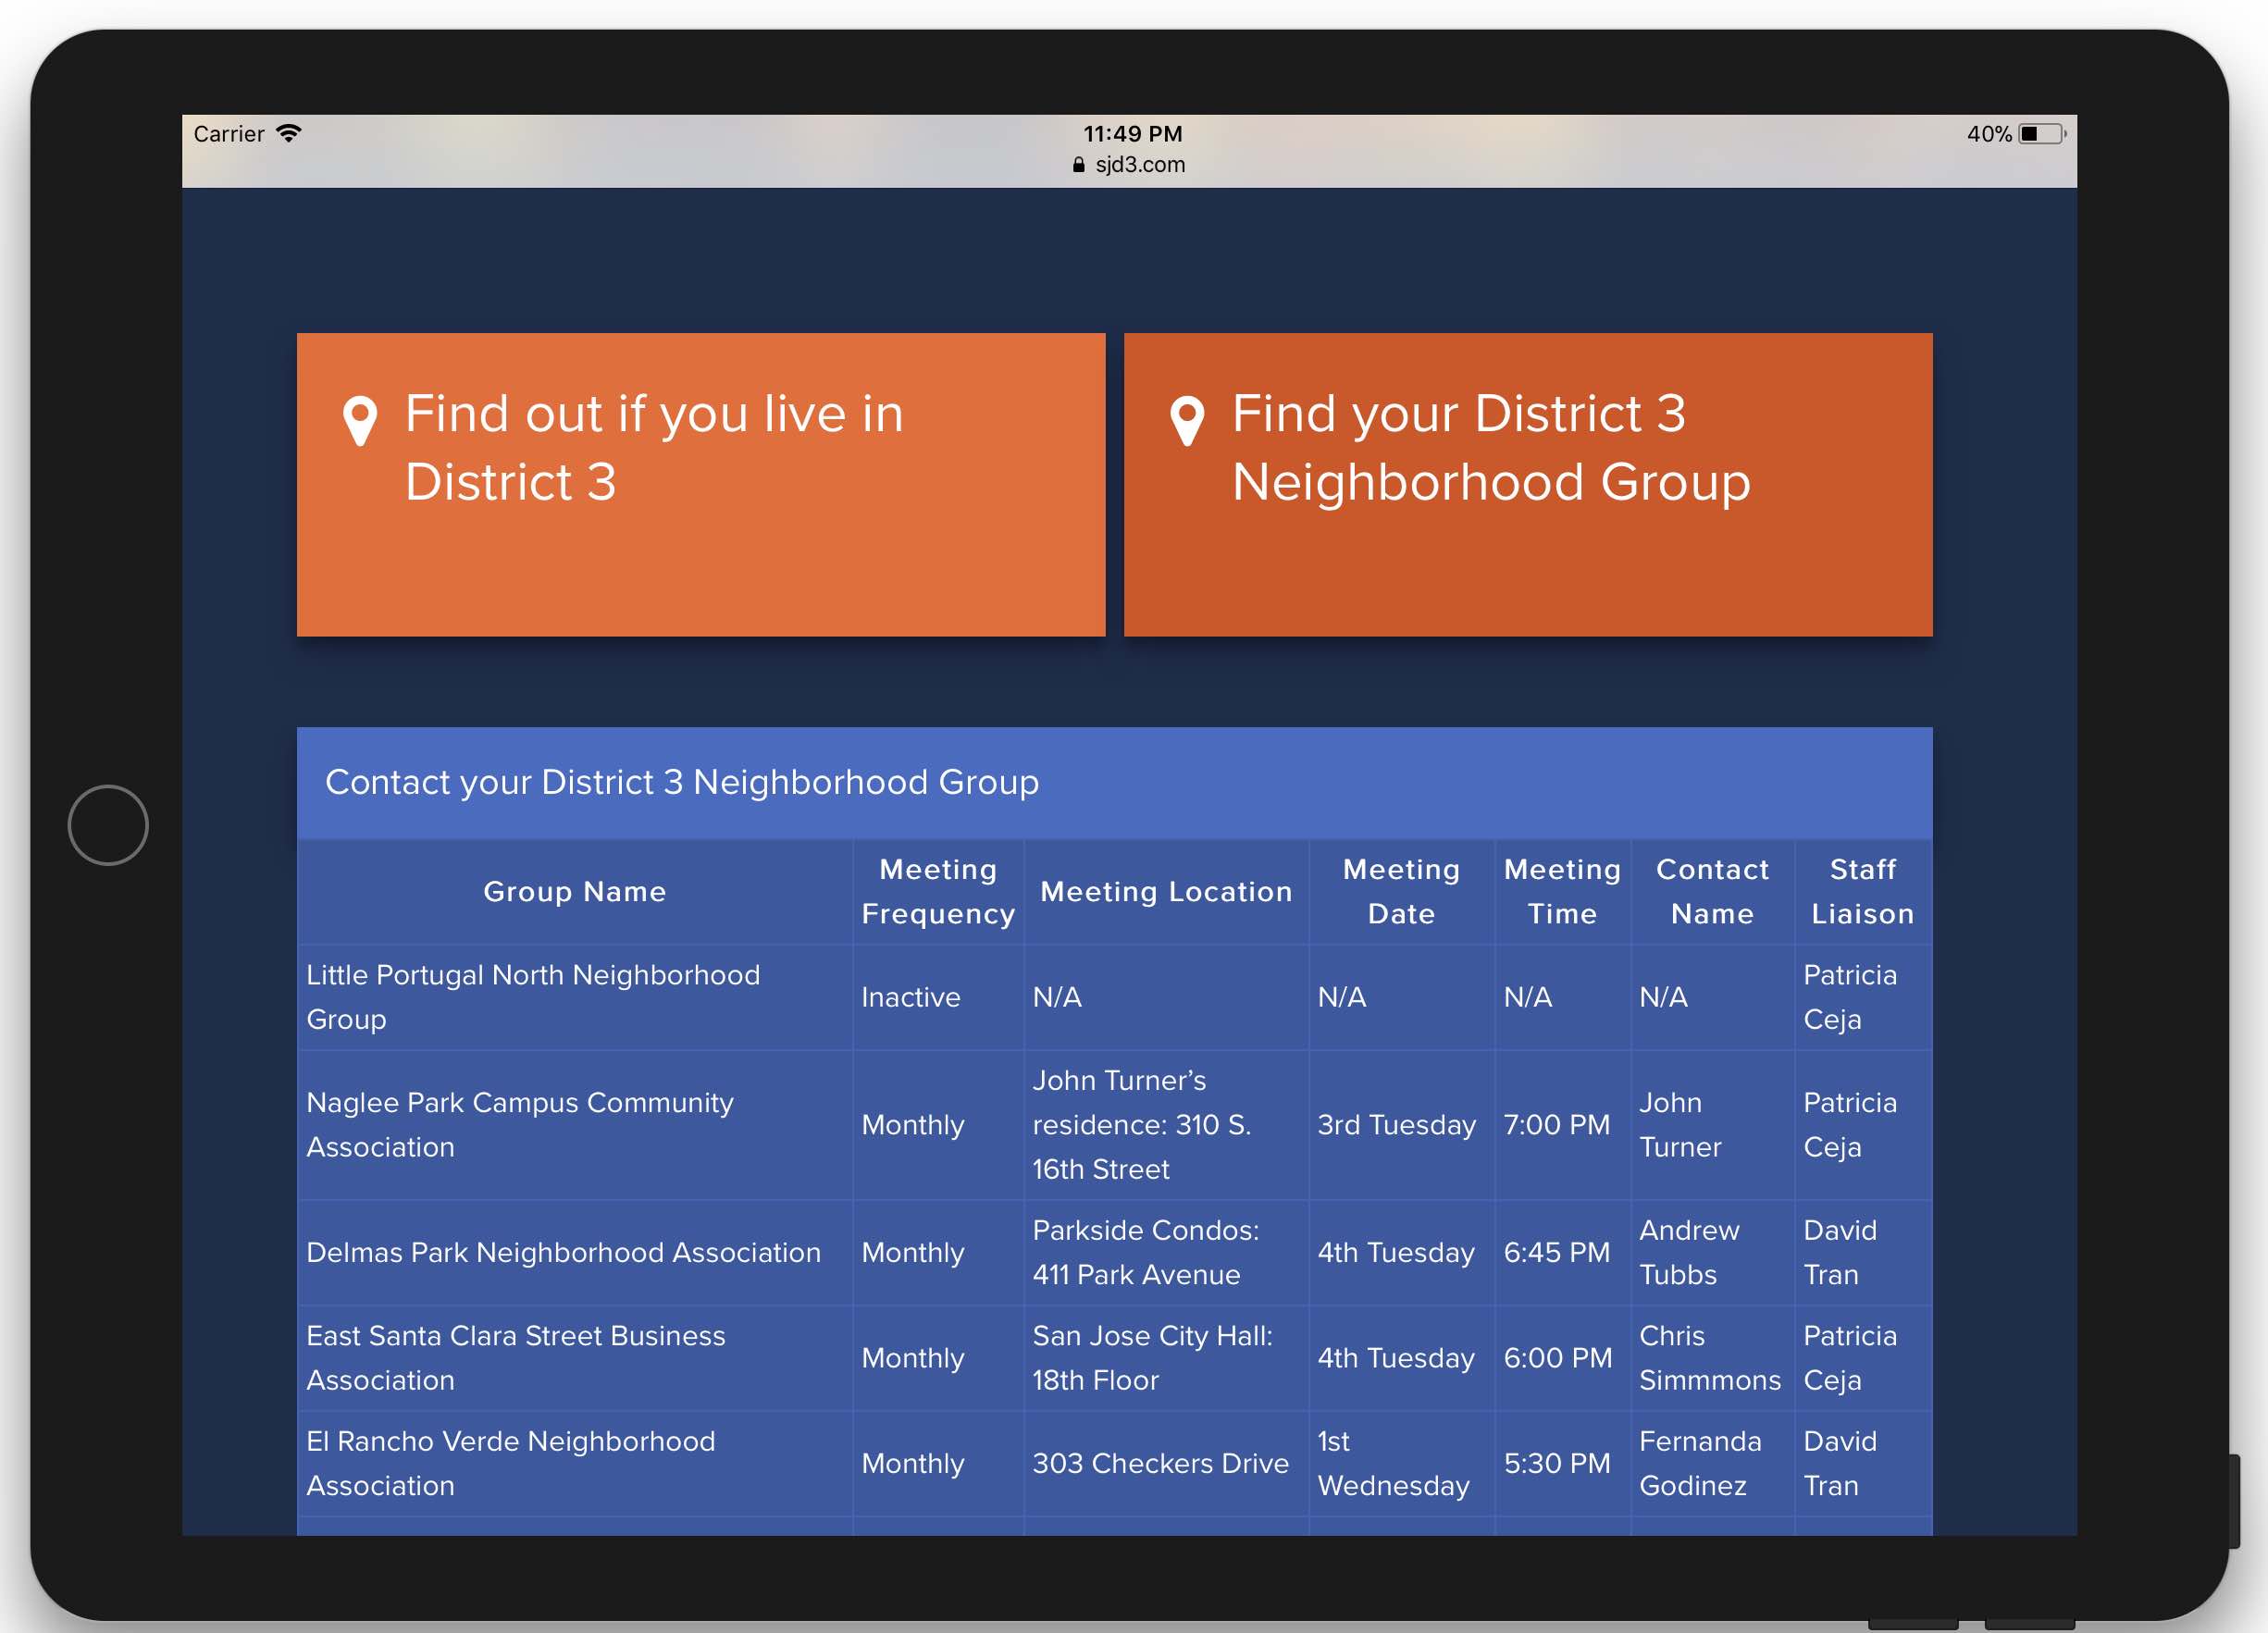 Carrier
11:49 PM
40%
sjd3.com
Find out if you live in
District 3
Find your District 3
Neighborhood Group
Contact your District 3 Neighborhood Group
Group Name
Meeting
Frequency
Meeting Location
Meeting
Date
Meeting
Time
Contact
Name
Staff
Liaison
Little Portugal North Neighborhood
Group
Inactive
N/A
N/A
N/A
N/A
Patricia
Ceja
Naglee Park Campus Community
Association
Monthly
John Turner’s
residence: 310 S.
16th Street
3rd Tuesday
7:00 PM
John
Turner
Patricia
Ceja
Delmas Park Neighborhood Association
Monthly
Parkside Condos:
411 Park Avenue
4th Tuesday
6:45 PM
Andrew
Tubbs
David
Tran
East Santa Clara Street Business
Association
Monthly
San Jose City Hall:
18th Floor
4th Tuesday
6:00 PM
Chris
Simmmons
Patricia
Ceja
El Rancho Verde Neighborhood
Association
Monthly
303 Checkers Drive
1st
Wednesday
5:30 PM
Fernanda
Godinez
David
Tran